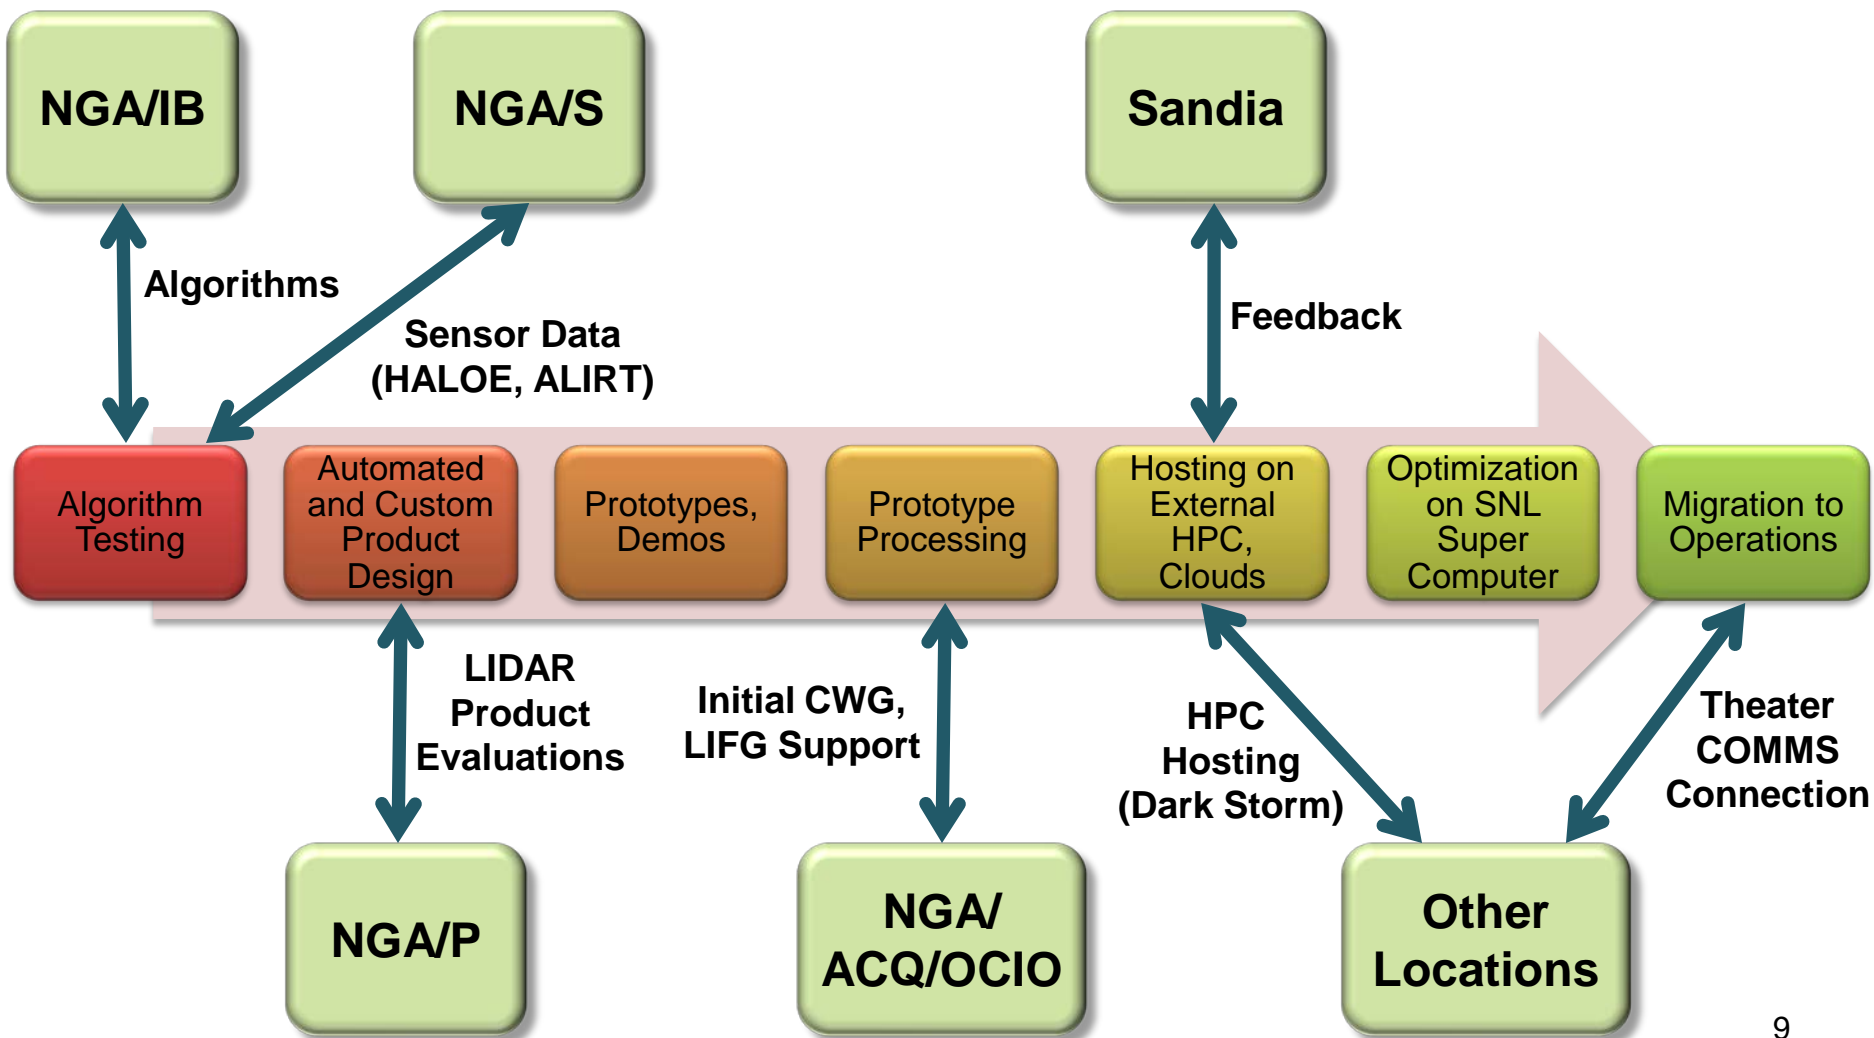 NGA/IB
NGA/S
Sandia
Algorithms
Sensor Data
(HALOE, ALIRT)
Feedback
Algorithm
Testing
Automated
and Custom
Product
Design
Prototypes,
Demos
Prototype
Processing
Hosting on
External
HPC,
Clouds
Optimization
on SNL
Super
Computer
Migration to
Operations
LIDAR
Product
Evaluations
Initial CWG,
LIFG Support
HPC
Hosting
(Dark Storm)
Theater
COMMS
Connection
NGA/P
NGA/
ACQ/OCIO
Other
Locations
9